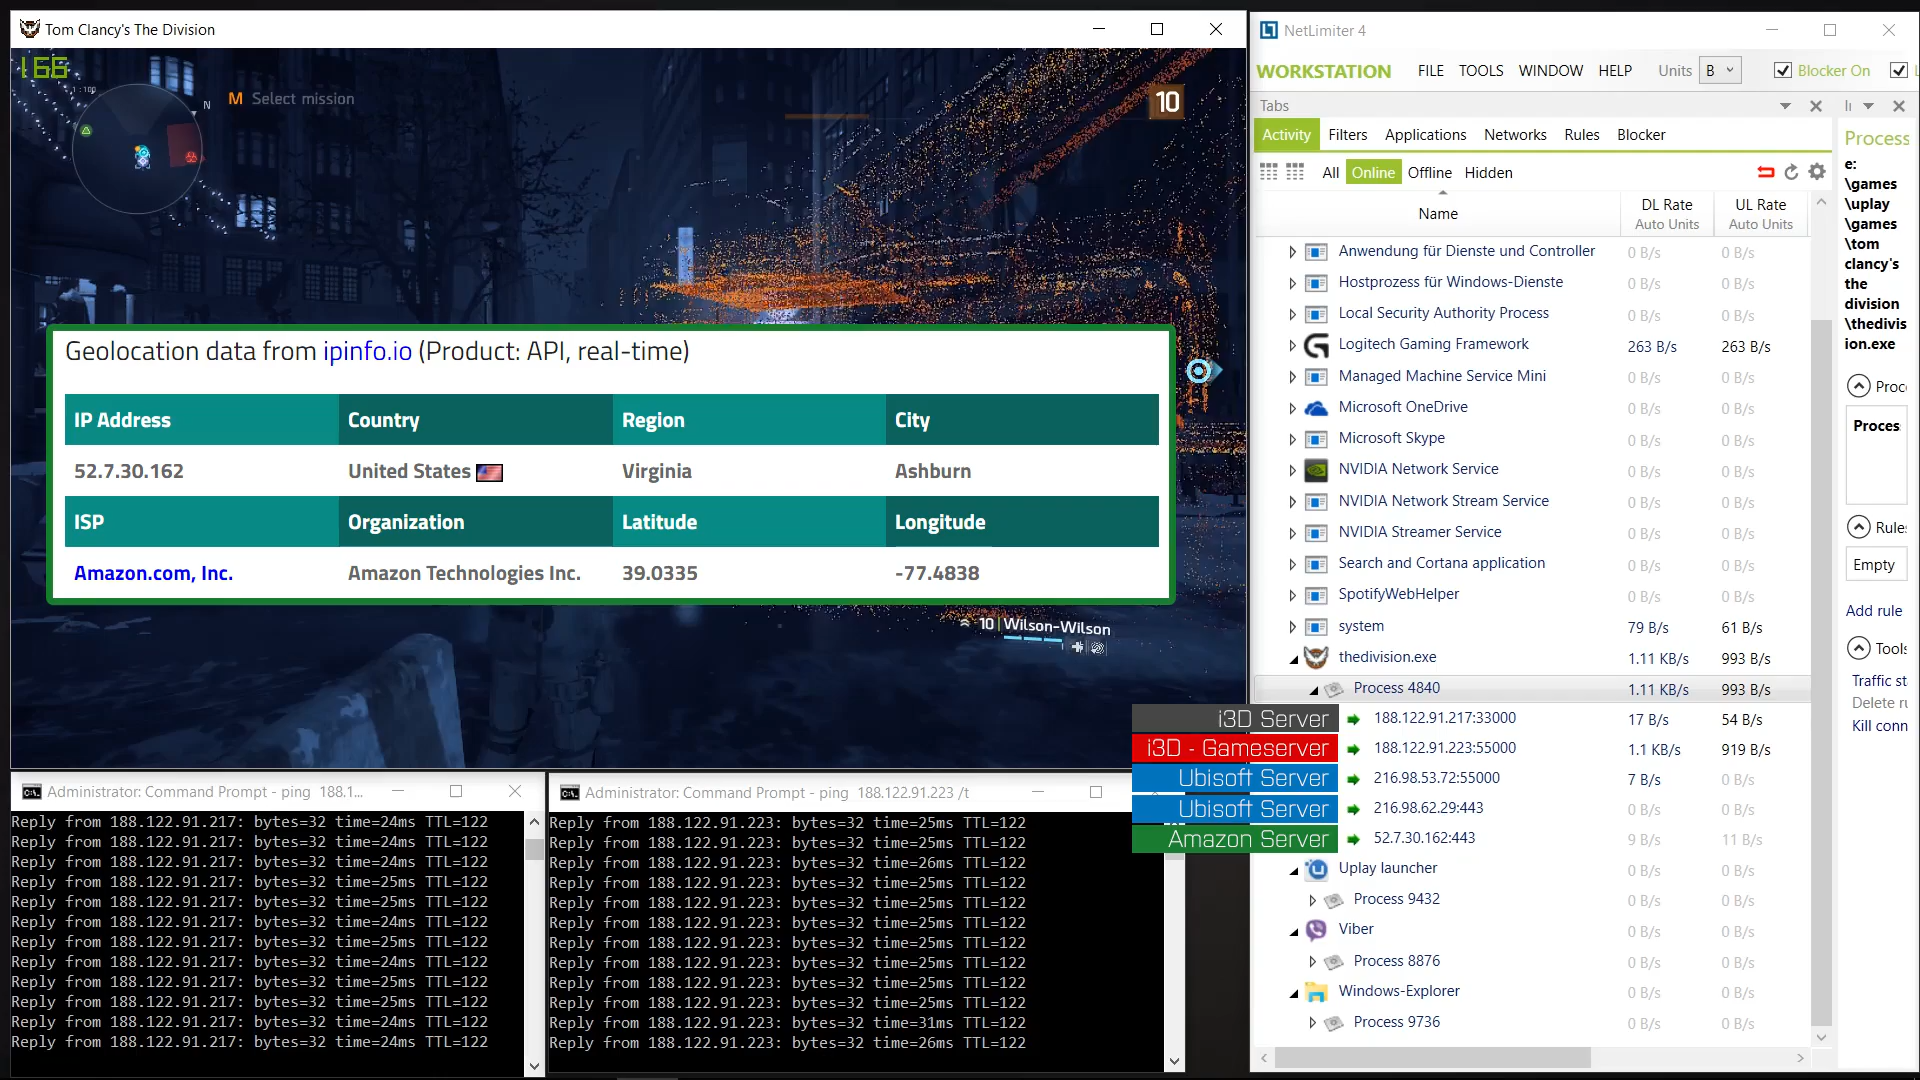 Tom Clancy's The Division
166
1 : 100
N
M Select mission
10
Geolocation data from ipinfo.io (Product: API, real-time)
IP Address Country Region City
52.7.30.162 United States Virginia Ashburn
ISP Organization Latitude Longitude
Amazon.com, Inc. Amazon Technologies Inc. 39.0335 -77.4838
10 Wilson-Wilson
Administrator: Command Prompt - ping 188.1...
Reply from 188.122.91.217: bytes=32 time=24ms TTL=122
Reply from 188.122.91.217: bytes=32 time=24ms TTL=122
Reply from 188.122.91.217: bytes=32 time=24ms TTL=122
Reply from 188.122.91.217: bytes=32 time=24ms TTL=122
Reply from 188.122.91.217: bytes=32 time=25ms TTL=122
Reply from 188.122.91.217: bytes=32 time=24ms TTL=122
Reply from 188.122.91.217: bytes=32 time=25ms TTL=122
Reply from 188.122.91.217: bytes=32 time=24ms TTL=122
Reply from 188.122.91.217: bytes=32 time=25ms TTL=122
Reply from 188.122.91.217: bytes=32 time=25ms TTL=122
Reply from 188.122.91.217: bytes=32 time=24ms TTL=122
Reply from 188.122.91.217: bytes=32 time=24ms TTL=122
Administrator: Command Prompt - ping 188.122.91.223 /t
Reply from 188.122.91.223: bytes=32 time=25ms TTL=122
Reply from 188.122.91.223: bytes=32 time=25ms TTL=122
Reply from 188.122.91.223: bytes=32 time=26ms TTL=122
Reply from 188.122.91.223: bytes=32 time=25ms TTL=122
Reply from 188.122.91.223: bytes=32 time=25ms TTL=122
Reply from 188.122.91.223: bytes=32 time=25ms TTL=122
Reply from 188.122.91.223: bytes=32 time=25ms TTL=122
Reply from 188.122.91.223: bytes=32 time=25ms TTL=122
Reply from 188.122.91.223: bytes=32 time=25ms TTL=122
Reply from 188.122.91.223: bytes=32 time=25ms TTL=122
Reply from 188.122.91.223: bytes=32 time=31ms TTL=122
Reply from 188.122.91.223: bytes=32 time=26ms TTL=122
NetLimiter 4
WORKSTATION FILE TOOLS WINDOW HELP Units B Blocker On
Tabs
Activity Filters Applications Networks Rules Blocker
All Online Offline Hidden
Name DL Rate UL Rate
Auto Units Auto Units
Anwendung für Dienste und Controller 0 B/s 0 B/s
Hostprozess für Windows-Dienste 0 B/s 0 B/s
Local Security Authority Process 0 B/s 0 B/s
Logitech Gaming Framework 263 B/s 263 B/s
Managed Machine Service Mini 0 B/s 0 B/s
Microsoft OneDrive 0 B/s 0 B/s
Microsoft Skype 0 B/s 0 B/s
NVIDIA Network Service 0 B/s 0 B/s
NVIDIA Network Stream Service 0 B/s 0 B/s
NVIDIA Streamer Service 0 B/s 0 B/s
Search and Cortana application 0 B/s 0 B/s
SpotifyWebHelper 0 B/s 0 B/s
system 79 B/s 61 B/s
thedivision.exe 1.11 KB/s 993 B/s
Process 4840 1.11 KB/s 993 B/s
i3D Server 188.122.91.217:33000 17 B/s 54 B/s
i3D - Gameserver 188.122.91.223:55000 1.1 KB/s 919 B/s
Ubisoft Server 216.98.53.72:55000 7 B/s 0 B/s
Ubisoft Server 216.98.62.29:443 0 B/s 0 B/s
Amazon Server 52.7.30.162:443 9 B/s 11 B/s
Uplay launcher 0 B/s 0 B/s
Process 9432 0 B/s 0 B/s
Viber 0 B/s 0 B/s
Process 8876 0 B/s 0 B/s
Windows-Explorer 0 B/s 0 B/s
Process 9736 0 B/s 0 B/s
Process
e:
\games
\uplay
\games
\tom
clancy's
the
division
\thedivis
ion.exe
Proc
Proces
Rule
Empty
Add rule
Tools
Traffic st
Delete ru
Kill conn